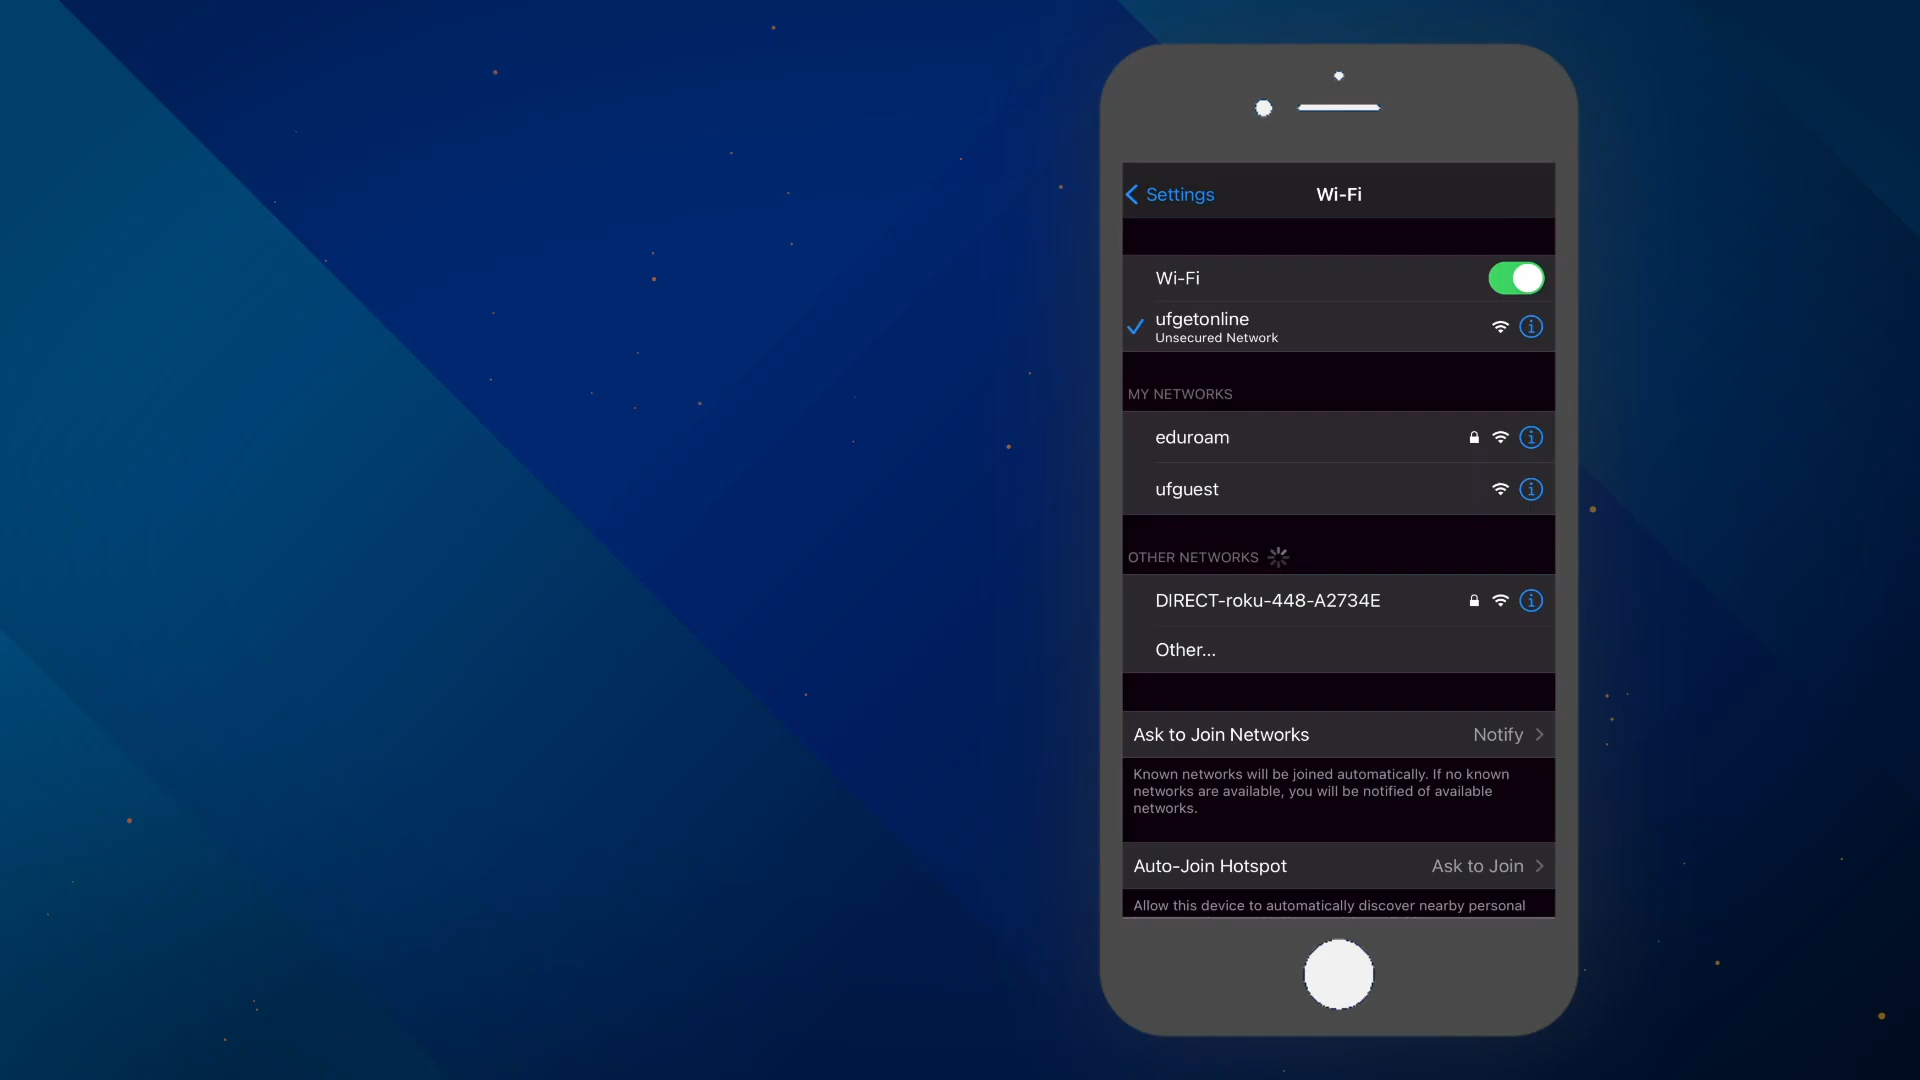 Settings
Wi-Fi
Wi-Fi
ufgetonline
Unsecured Network
MY NETWORKS
eduroam
ufguest
OTHER NETWORKS
DIRECT-roku-448-A2734E
Other...
Ask to Join Networks Notify
Known networks will be joined automatically. If no known
networks are available, you will be notified of available
networks.
Auto-Join Hotspot Ask to Join
Allow this device to automatically discover nearby personal